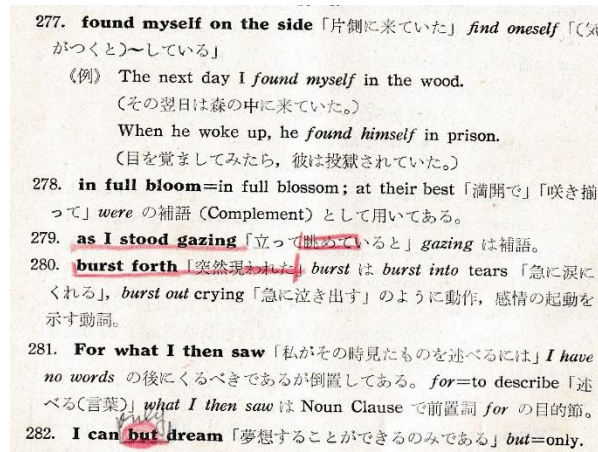 277. found myself on the side「片側に来ていた」find oneself「(気
がつくと)〜している」
《例》 The next day I found myself in the wood.
(その翌日は森の中に来ていた。)
When he woke up, he found himself in prison.
(目を覚ましてみたら，彼は投獄されていた。)
278. in full bloom=in full blossom; at their best「満開で」「咲き揃
って」were の補語 (Complement) として用いてある。
279. as I stood gazing「立って眺めていると」gazing は補語。
280. burst forth「突然現われた」burst は burst into tears「急に涙に
くれる」, burst out crying「急に泣き出す」のように動作，感情の起動を
示す動詞。
281. For what I then saw「私がその時見たものを述べるには」I have
no words の後にくるべきであるが倒置してある。for=to describe「述
べる(言葉)」what I then saw は Noun Clause で前置詞 for の目的節。
only
282. I can but dream「夢想することができるのみである」but=only.